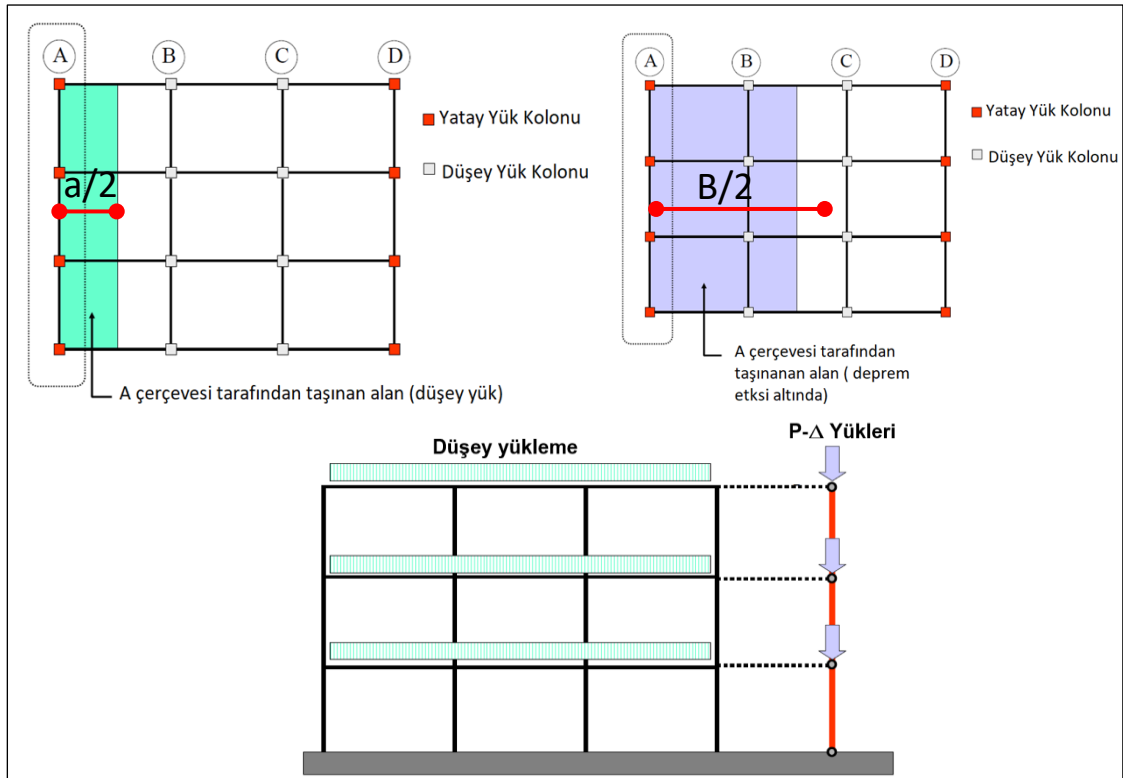 A
B
C
D
Yatay Yük Kolonu
Düşey Yük Kolonu
a/2
A çerçevesi tarafından taşınan alan (düşey yük)
A
B
C
D
Yatay Yük Kolonu
Düşey Yük Kolonu
B/2
A çerçevesi tarafından
taşınanan alan ( deprem
etksi altında)
Düşey yükleme
P-Δ Yükleri